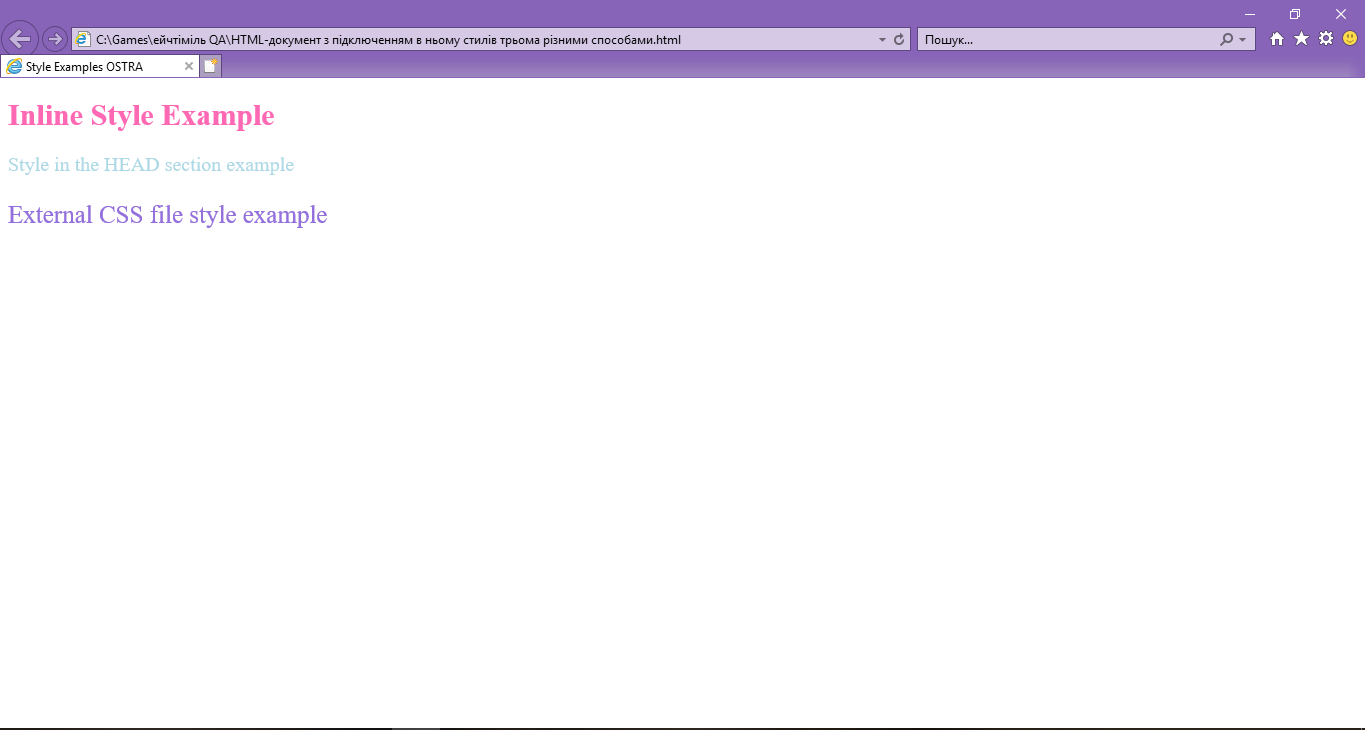 C:\Games\ейчтіміль QA\HTML-документ з підключенням в ньому стилів трьома різними способами.html
Пошук...
Style Examples OSTRA
Inline Style Example
Style in the HEAD section example
External CSS file style example